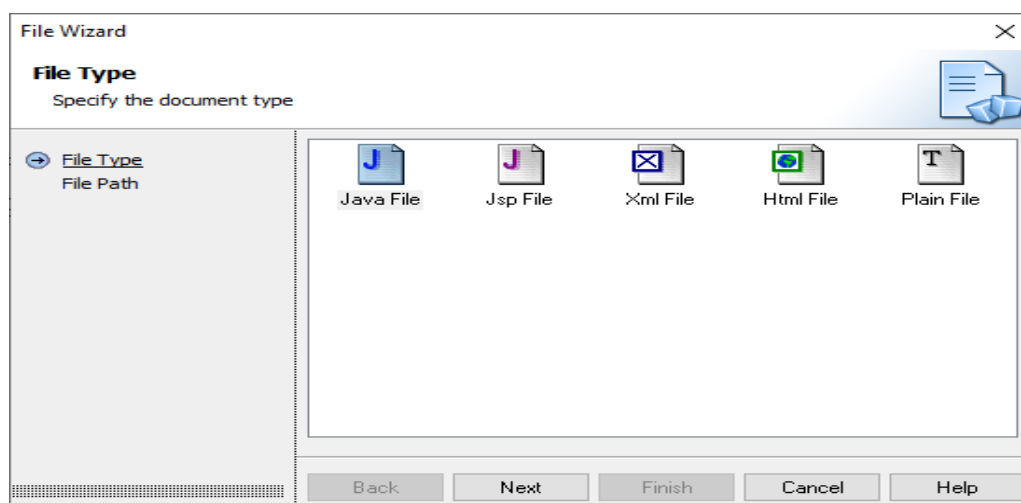 File Wizard
File Type
Specify the document type
File Type
File Path
Java File
Jsp File
Xml File
Html File
Plain File
Back
Next
Finish
Cancel
Help